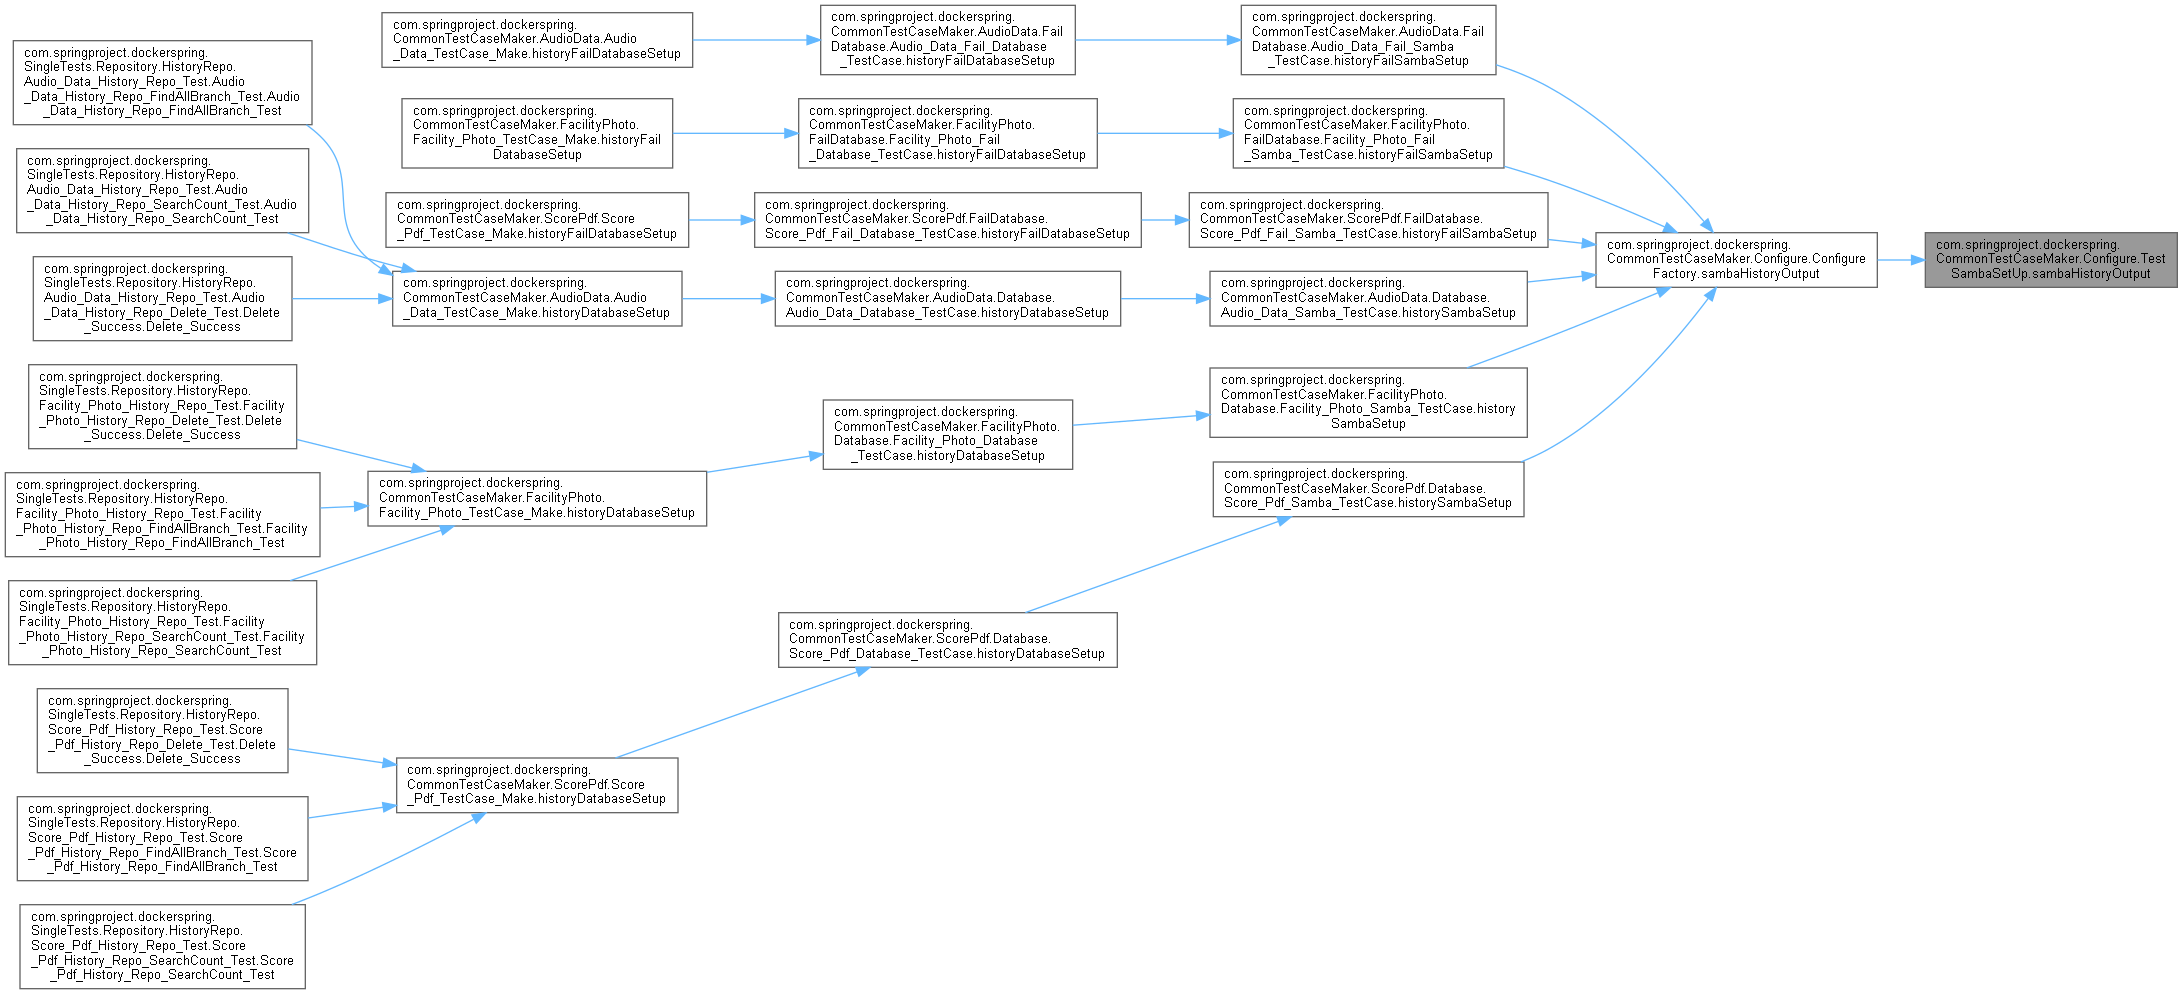 com.springproject.dockerspring.
SingleTests.Repository.HistoryRepo.
Audio_Data_History_Repo_Test.Audio
_Data_History_Repo_FindAllBranch_Test.Audio
_Data_History_Repo_FindAllBranch_Test
com.springproject.dockerspring.
SingleTests.Repository.HistoryRepo.
Audio_Data_History_Repo_Test.Audio
_Data_History_Repo_SearchCount_Test.Audio
_Data_History_Repo_SearchCount_Test
com.springproject.dockerspring.
SingleTests.Repository.HistoryRepo.
Audio_Data_History_Repo_Test.Audio
_Data_History_Repo_Delete_Test.Delete
_Success.Delete_Success
com.springproject.dockerspring.
SingleTests.Repository.HistoryRepo.
Facility_Photo_History_Repo_Test.Facility
_Photo_History_Repo_Delete_Test.Delete
_Success.Delete_Success
com.springproject.dockerspring.
SingleTests.Repository.HistoryRepo.
Facility_Photo_History_Repo_Test.Facility
_Photo_History_Repo_FindAllBranch_Test.Facility
_Photo_History_Repo_FindAllBranch_Test
com.springproject.dockerspring.
SingleTests.Repository.HistoryRepo.
Facility_Photo_History_Repo_Test.Facility
_Photo_History_Repo_SearchCount_Test.Facility
_Photo_History_Repo_SearchCount_Test
com.springproject.dockerspring.
SingleTests.Repository.HistoryRepo.
Score_Pdf_History_Repo_Test.Score
_Pdf_History_Repo_Delete_Test.Delete
_Success.Delete_Success
com.springproject.dockerspring.
SingleTests.Repository.HistoryRepo.
Score_Pdf_History_Repo_Test.Score
_Pdf_History_Repo_FindAllBranch_Test.Score
_Pdf_History_Repo_FindAllBranch_Test
com.springproject.dockerspring.
SingleTests.Repository.HistoryRepo.
Score_Pdf_History_Repo_Test.Score
_Pdf_History_Repo_SearchCount_Test.Score
_Pdf_History_Repo_SearchCount_Test
com.springproject.dockerspring.
CommonTestCaseMaker.AudioData.Audio
_Data_TestCase_Make.historyFailDatabaseSetup
com.springproject.dockerspring.
CommonTestCaseMaker.FacilityPhoto.
Facility_Photo_TestCase_Make.historyFail
DatabaseSetup
com.springproject.dockerspring.
CommonTestCaseMaker.ScorePdf.Score
_Pdf_TestCase_Make.historyFailDatabaseSetup
com.springproject.dockerspring.
CommonTestCaseMaker.AudioData.Audio
_Data_TestCase_Make.historyDatabaseSetup
com.springproject.dockerspring.
CommonTestCaseMaker.FacilityPhoto.
Facility_Photo_TestCase_Make.historyDatabaseSetup
com.springproject.dockerspring.
CommonTestCaseMaker.ScorePdf.Score
_Pdf_TestCase_Make.historyDatabaseSetup
com.springproject.dockerspring.
CommonTestCaseMaker.AudioData.Fail
Database.Audio_Data_Fail_Database
_TestCase.historyFailDatabaseSetup
com.springproject.dockerspring.
CommonTestCaseMaker.FacilityPhoto.
FailDatabase.Facility_Photo_Fail
_Database_TestCase.historyFailDatabaseSetup
com.springproject.dockerspring.
CommonTestCaseMaker.ScorePdf.FailDatabase.
Score_Pdf_Fail_Database_TestCase.historyFailDatabaseSetup
com.springproject.dockerspring.
CommonTestCaseMaker.AudioData.Database.
Audio_Data_Database_TestCase.historyDatabaseSetup
com.springproject.dockerspring.
CommonTestCaseMaker.FacilityPhoto.
Database.Facility_Photo_Database
_TestCase.historyDatabaseSetup
com.springproject.dockerspring.
CommonTestCaseMaker.ScorePdf.Database.
Score_Pdf_Database_TestCase.historyDatabaseSetup
com.springproject.dockerspring.
CommonTestCaseMaker.AudioData.Fail
Database.Audio_Data_Fail_Samba
_TestCase.historyFailSambaSetup
com.springproject.dockerspring.
CommonTestCaseMaker.FacilityPhoto.
FailDatabase.Facility_Photo_Fail
_Samba_TestCase.historyFailSambaSetup
com.springproject.dockerspring.
CommonTestCaseMaker.ScorePdf.FailDatabase.
Score_Pdf_Fail_Samba_TestCase.historyFailSambaSetup
com.springproject.dockerspring.
CommonTestCaseMaker.AudioData.Database.
Audio_Data_Samba_TestCase.historySambaSetup
com.springproject.dockerspring.
CommonTestCaseMaker.FacilityPhoto.
Database.Facility_Photo_Samba_TestCase.history
SambaSetup
com.springproject.dockerspring.
CommonTestCaseMaker.ScorePdf.Database.
Score_Pdf_Samba_TestCase.historySambaSetup
com.springproject.dockerspring.
CommonTestCaseMaker.Configure.Configure
Factory.sambaHistoryOutput
com.springproject.dockerspring.
CommonTestCaseMaker.Configure.Test
SambaSetUp.sambaHistoryOutput